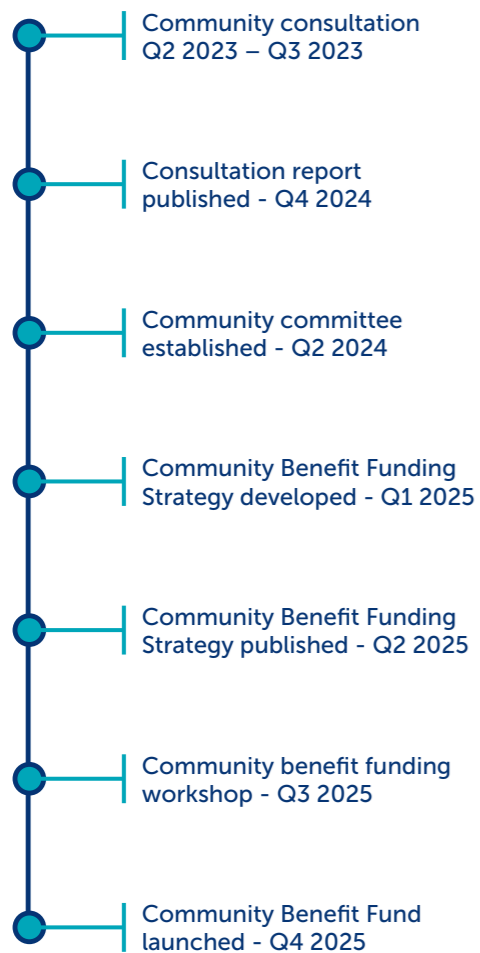 Community consultation
Q2 2023 – Q3 2023
Consultation report
published - Q4 2024
Community committee
established - Q2 2024
Community Benefit Funding
Strategy developed - Q1 2025
Community Benefit Funding
Strategy published - Q2 2025
Community benefit funding
workshop - Q3 2025
Community Benefit Fund
launched - Q4 2025